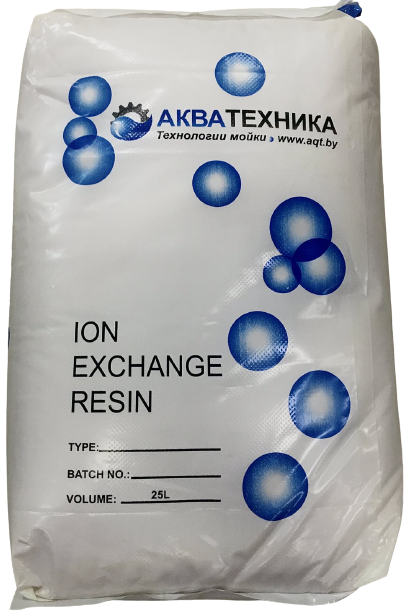 АКВАТЕХНИКА
Технологии мойки • www.aqt.by
ION
EXCHANGE
RESIN
TYPE:
BATCH NO.:
VOLUME: 25L